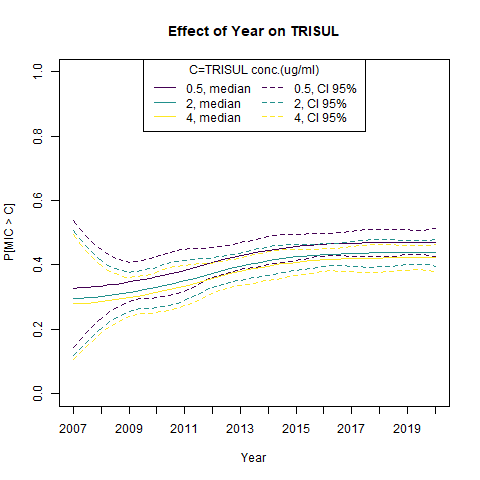 Effect of Year on TRISUL
C=TRISUL conc.(ug/ml)
0.5, median 0.5, CI 95%
2, median 2, CI 95%
4, median 4, CI 95%
P[MIC > C]
1.0
0.8
0.6
0.4
0.2
0.0
2007 2009 2011 2013 2015 2017 2019
Year